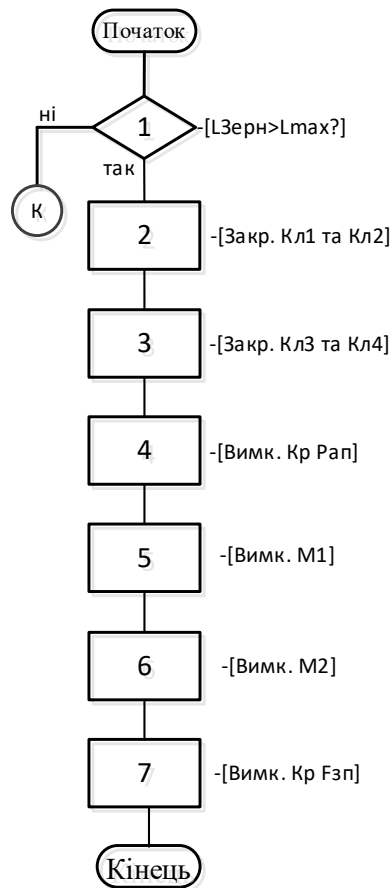 Початок
ні
1
-[LЗерн>Lmax?]
так
К
2
-[Закр. Кл1 та Кл2]
3
-[Закр. Кл3 та Кл4]
4
-[Вимк. Кр Рап]
5
-[Вимк. М1]
6
-[Вимк. М2]
7
-[Вимк. Кр Fзп]
Кінець